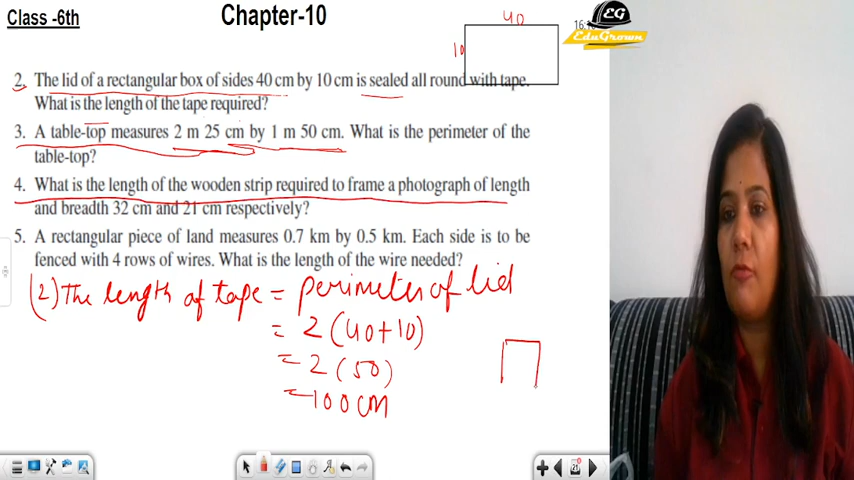 Class -6th
Chapter-10
40
10
16:
EG
EduGrown
2. The lid of a rectangular box of sides 40 cm by 10 cm is sealed all round with tape.
What is the length of the tape required?
3. A table-top measures 2 m 25 cm by 1 m 50 cm. What is the perimeter of the
table-top?
4. What is the length of the wooden strip required to frame a photograph of length
and breadth 32 cm and 21 cm respectively?
5. A rectangular piece of land measures 0.7 km by 0.5 km. Each side is to be
fenced with 4 rows of wires. What is the length of the wire needed?
(2) The length of tape = perimeter of lid
= 2 (40+10)
= 2 (50)
= 100 cm
21